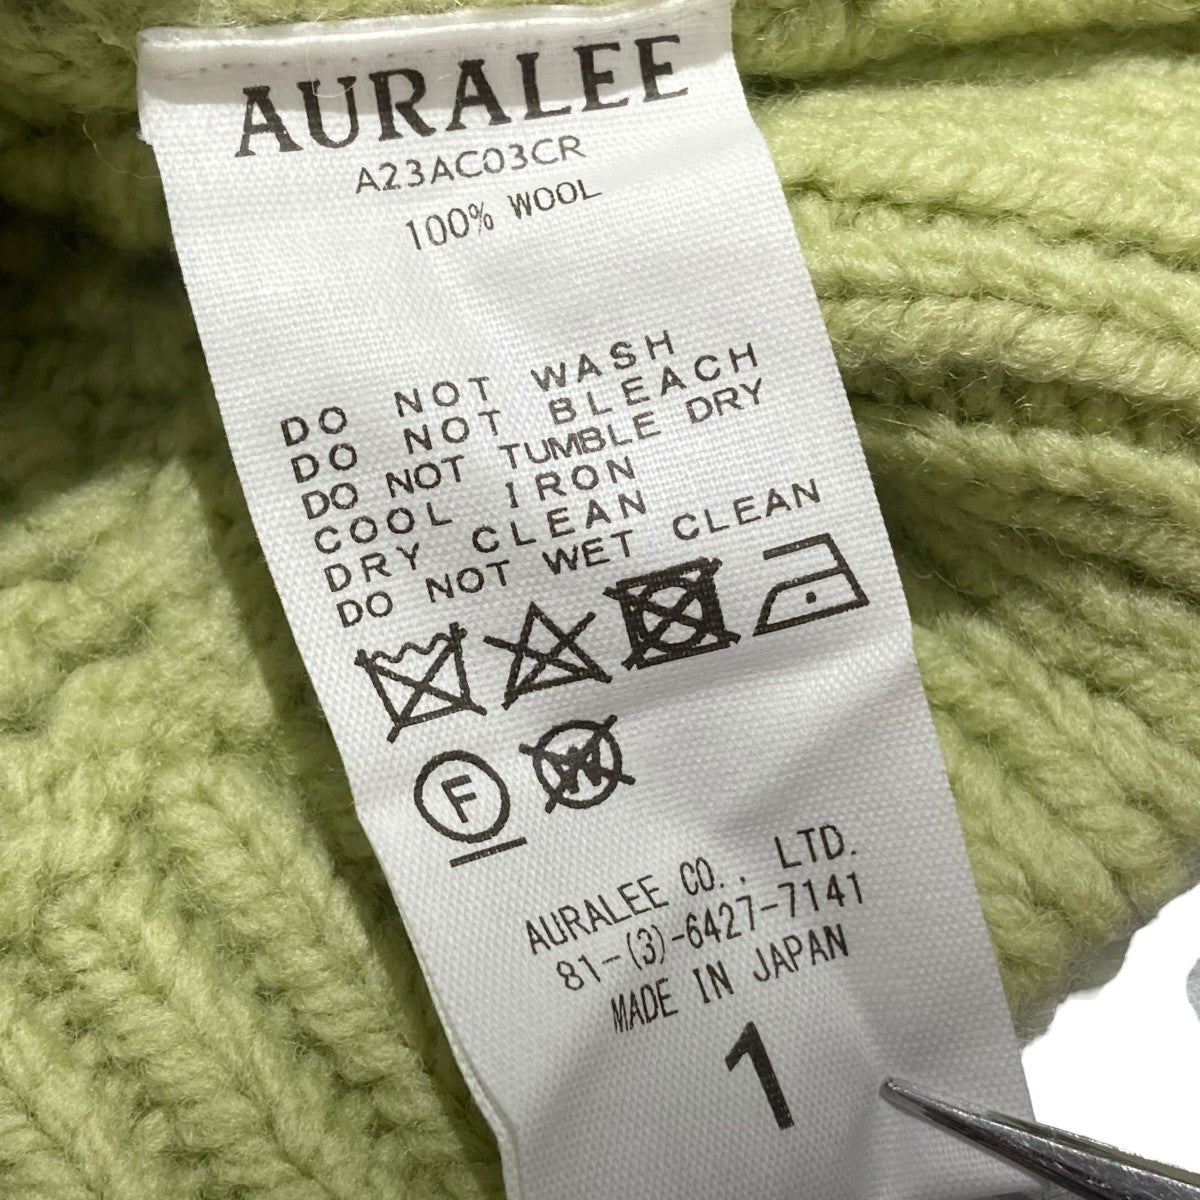 AURALEE
A23AC03CR
100% WOOL
DO NOT WASH
DO NOT BLEACH
DO NOT TUMBLE DRY
COOL IRON
DRY CLEAN
DO NOT WET CLEAN
F
W
AURALEE CO., LTD.
81-(3)-6427-7141
MADE IN JAPAN
1